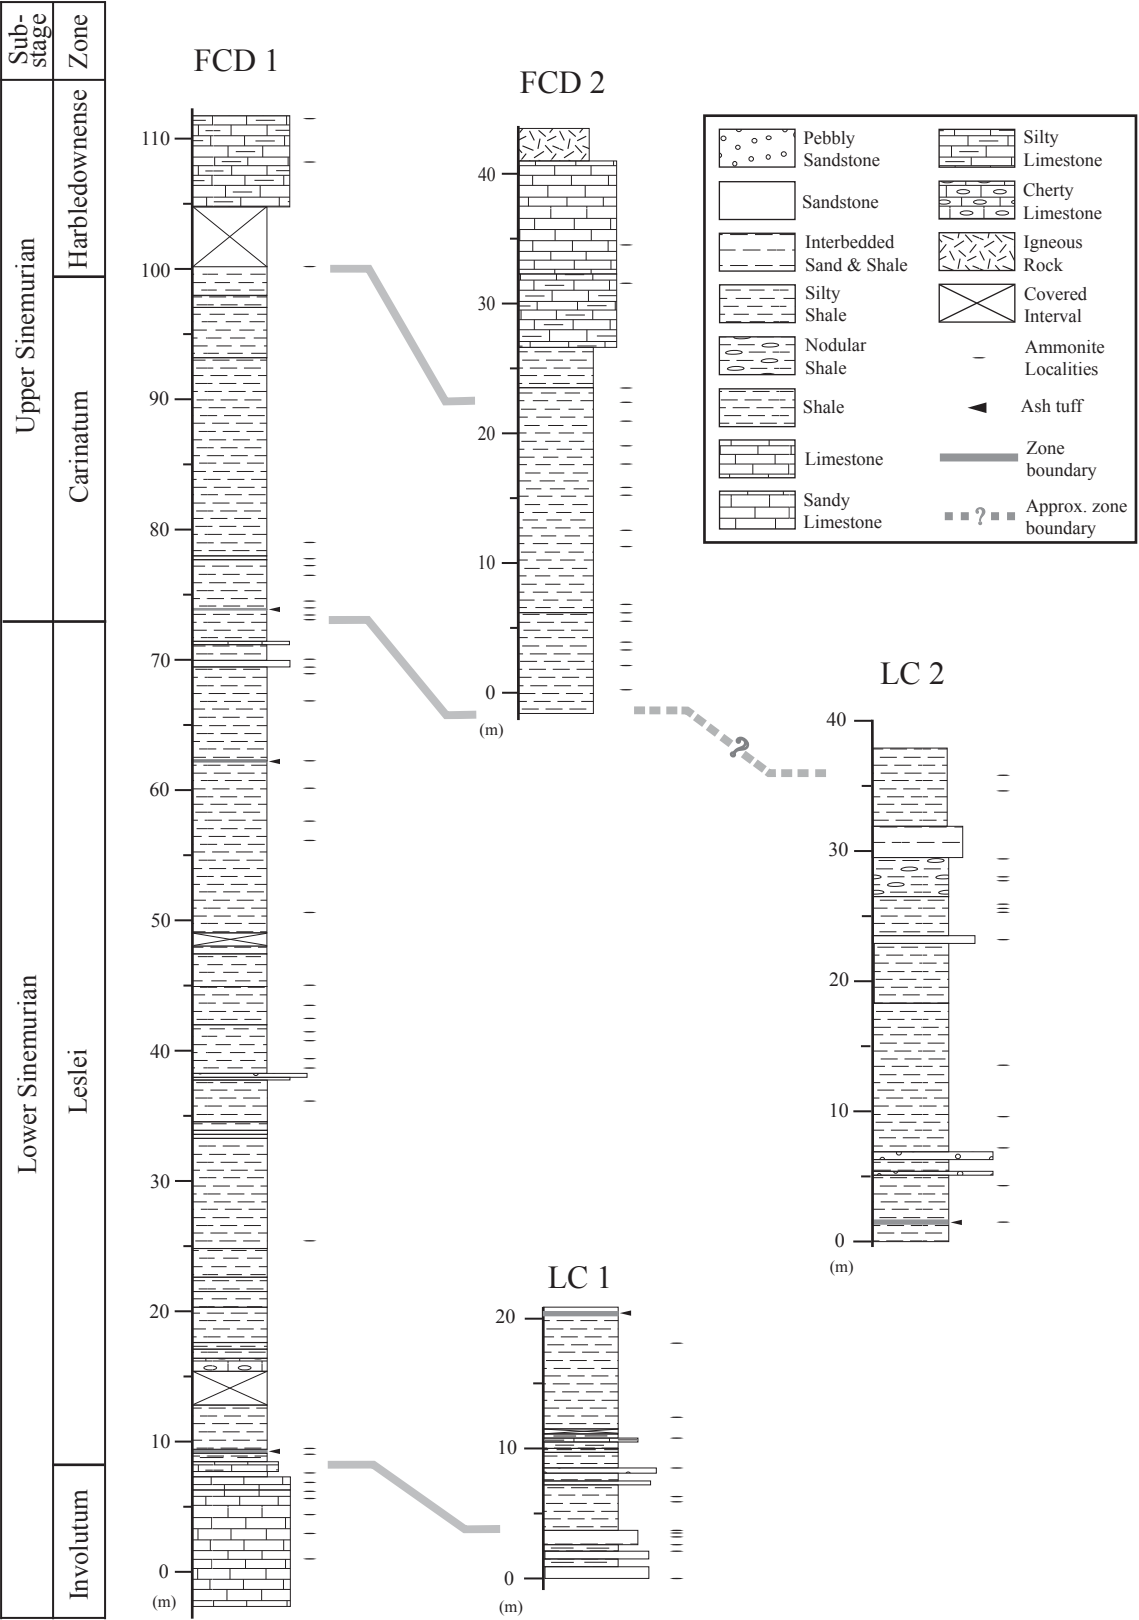 Sub-
stage
Zone
Upper Sinemurian
Lower Sinemurian
Harbledownense
Carinatum
Leslei
Involutum
FCD 1
110
100
90
80
70
60
50
40
30
20
10
0
(m)
FCD 2
40
30
20
10
0
(m)
LC 1
20
10
0
(m)
LC 2
40
30
20
10
0
(m)
Pebbly
Sandstone
Sandstone
Interbedded
Sand & Shale
Silty
Shale
Nodular
Shale
Shale
Limestone
Sandy
Limestone
Silty
Limestone
Cherty
Limestone
Igneous
Rock
Covered
Interval
Ammonite
Localities
Ash tuff
Zone
boundary
?
Approx. zone
boundary
?